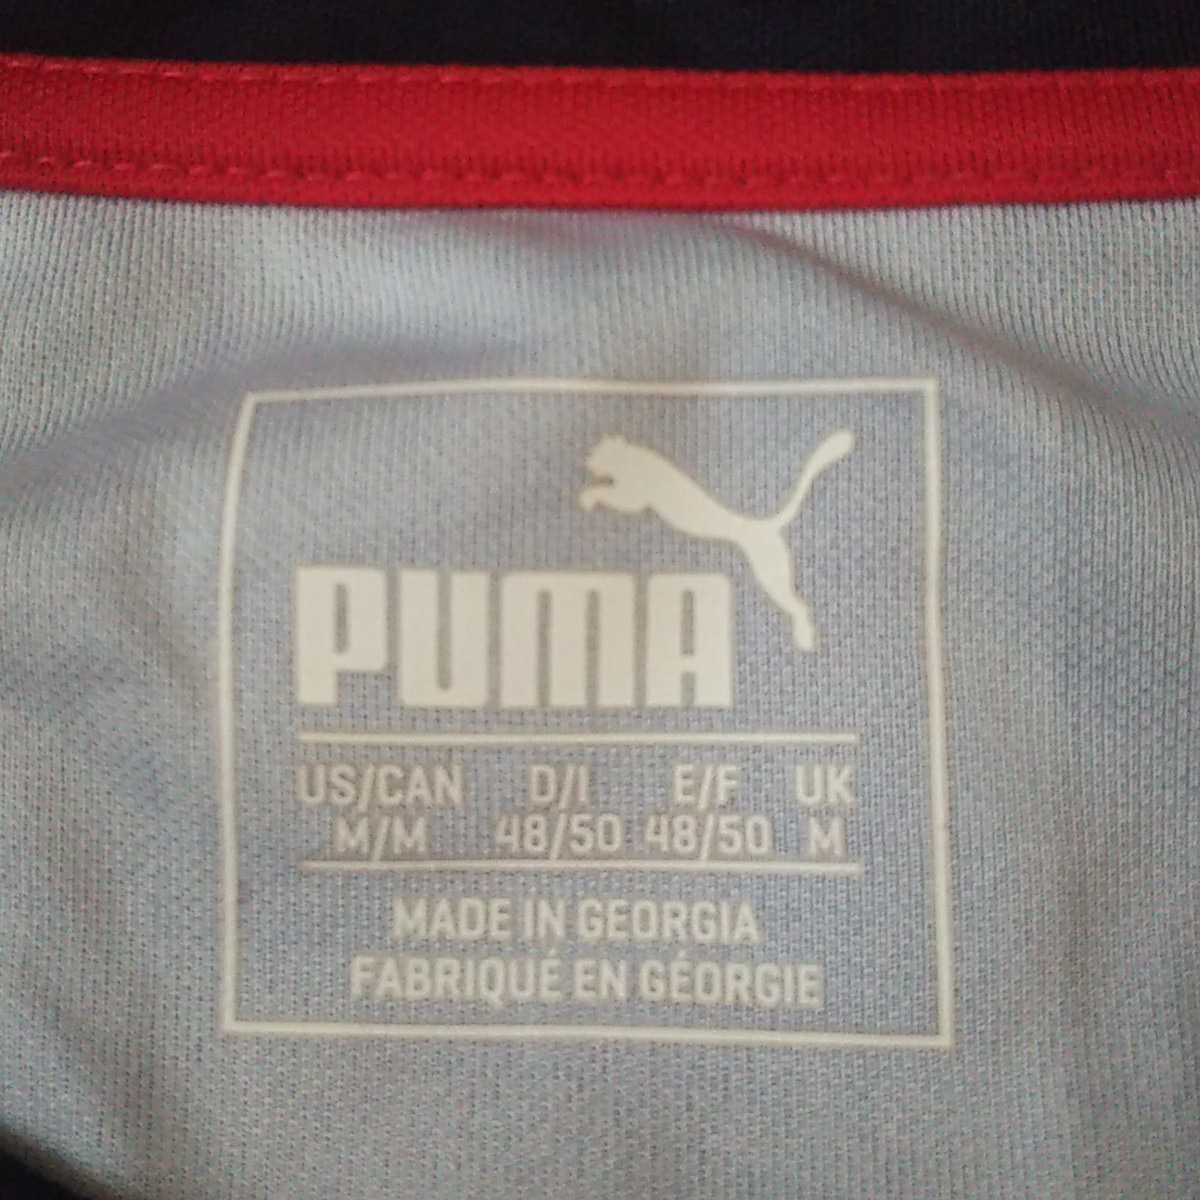 PUMA
US/CAN D/I E/F UK
M/M 48/50 48/50 M
MADE IN GEORGIA
FABRIQUÉ EN GÉORGIE